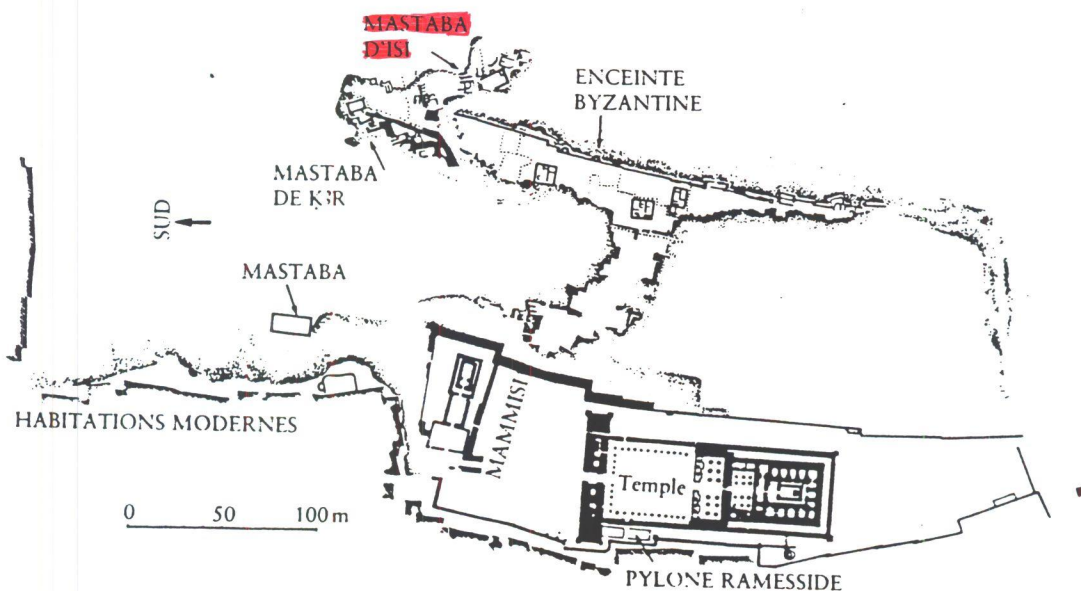 MASTABA
D'ISI
ENCEINTE
BYZANTINE
MASTABA
DE K3R
SUD
MASTABA
HABITATIONS MODERNES
MAMMISI
Temple
0 50 100 m
PYLONE RAMESSIDE